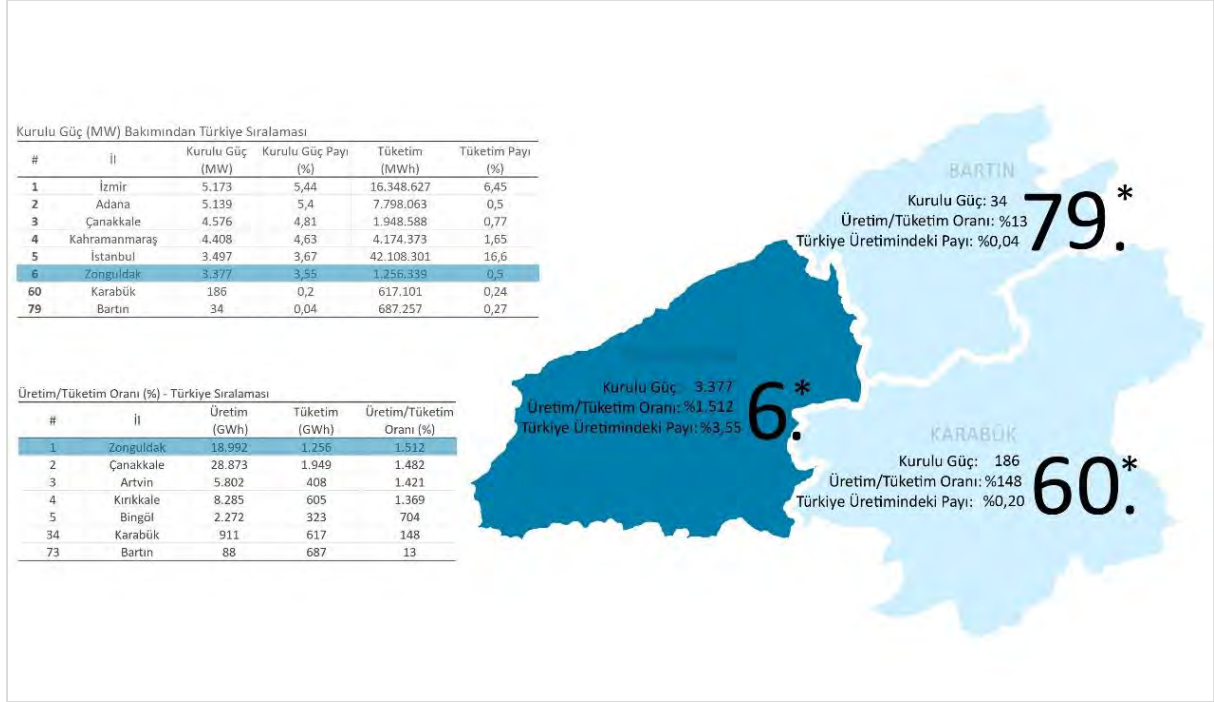 Kurulu Güç (MW) Bakımından Türkiye Sıralaması
# İl Kurulu Güç (MW) Kurulu Güç Payı (%) Tüketim (MWh) Tüketim Payı (%)
1 İzmir 5.173 5,44 16.348.627 6,45
2 Adana 5.139 5,4 7.798.063 0,5
3 Çanakkale 4.576 4,81 1.948.588 0,77
4 Kahramanmaraş 4.408 4,63 4.174.373 1,65
5 İstanbul 3.497 3,67 42.108.301 16,6
6 Zonguldak 3.377 3,55 1.256.339 0,5
60 Karabük 186 0,2 617.101 0,24
79 Bartın 34 0,04 687.257 0,27
Üretim/Tüketim Oranı (%) - Türkiye Sıralaması
# İl Üretim (GWh) Tüketim (GWh) Üretim/Tüketim Oranı (%)
1 Zonguldak 18.992 1.256 1.512
2 Çanakkale 28.873 1.949 1.482
3 Artvin 5.802 408 1.421
4 Kırıkkale 8.285 605 1.369
5 Bingöl 2.272 323 704
34 Karabük 911 617 148
73 Bartın 88 687 13
BARTIN
Kurulu Güç: 34
Üretim/Tüketim Oranı: %13
Türkiye Üretimindeki Payı: %0,04
79.*
Kurulu Güç: 3.377
Üretim/Tüketim Oranı: %1.512
Türkiye Üretimindeki Payı: %3,55
6.*
KARABÜK
Kurulu Güç: 186
Üretim/Tüketim Oranı: %148
Türkiye Üretimindeki Payı: %0,20
60.*